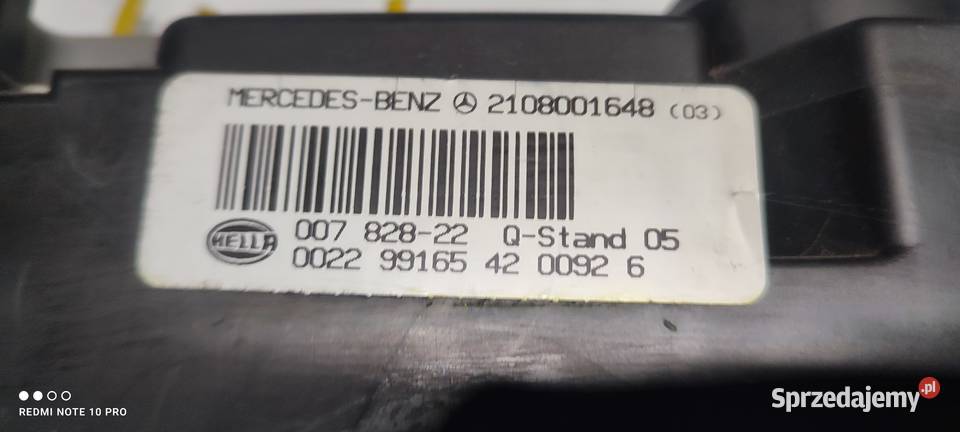 MERCEDES-BENZ 2108001648 (03)
HELLA
007 828-22 Q-Stand 05
0022 99165 42 0092 6
REDMI NOTE 10 PRO
Sprzedajemy.pl